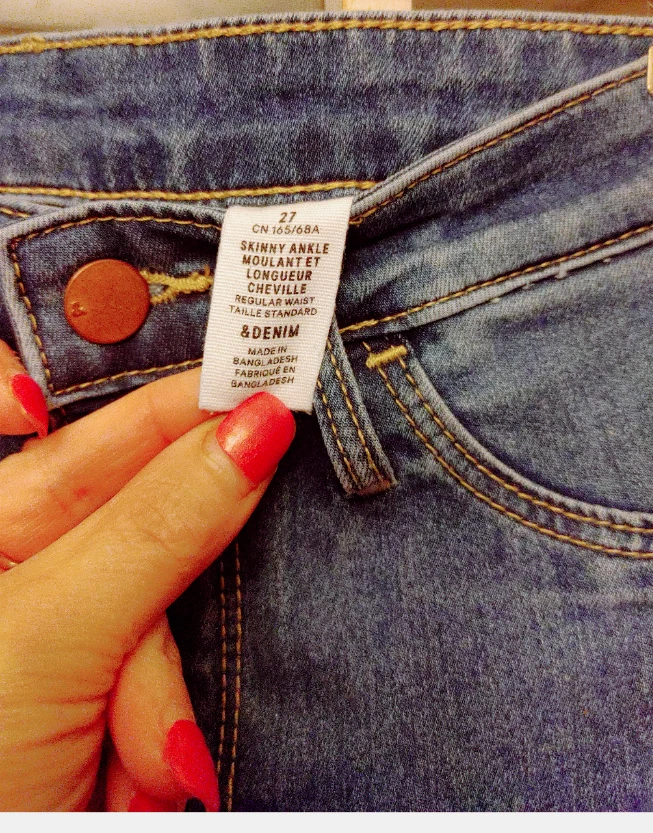 27
CN 165/68A
SKINNY ANKLE
MOULANT ET
LONGUEUR
CHEVILLE
REGULAR WAIST
TAILLE STANDARD
&DENIM
MADE IN
BANGLADESH
FABRIQUÉ EN
BANGLADESH